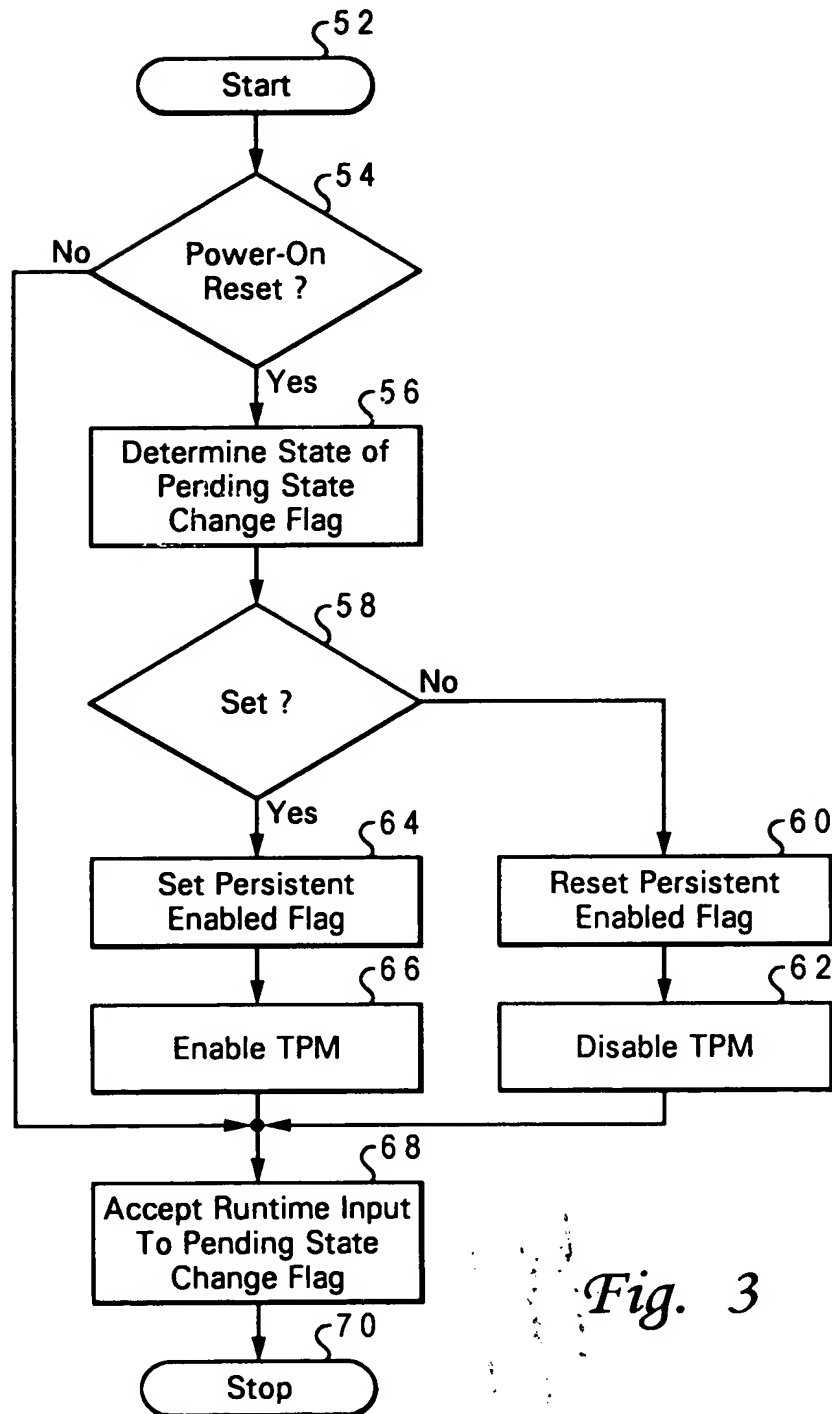 52
Start
54
No
Power-On
Reset ?
Yes
56
Determine State of
Pending State
Change Flag
58
Set ?
No
Yes
64
Set Persistent
Enabled Flag
60
Reset Persistent
Enabled Flag
66
Enable TPM
62
Disable TPM
68
Accept Runtime Input
To Pending State
Change Flag
70
Stop
Fig. 3